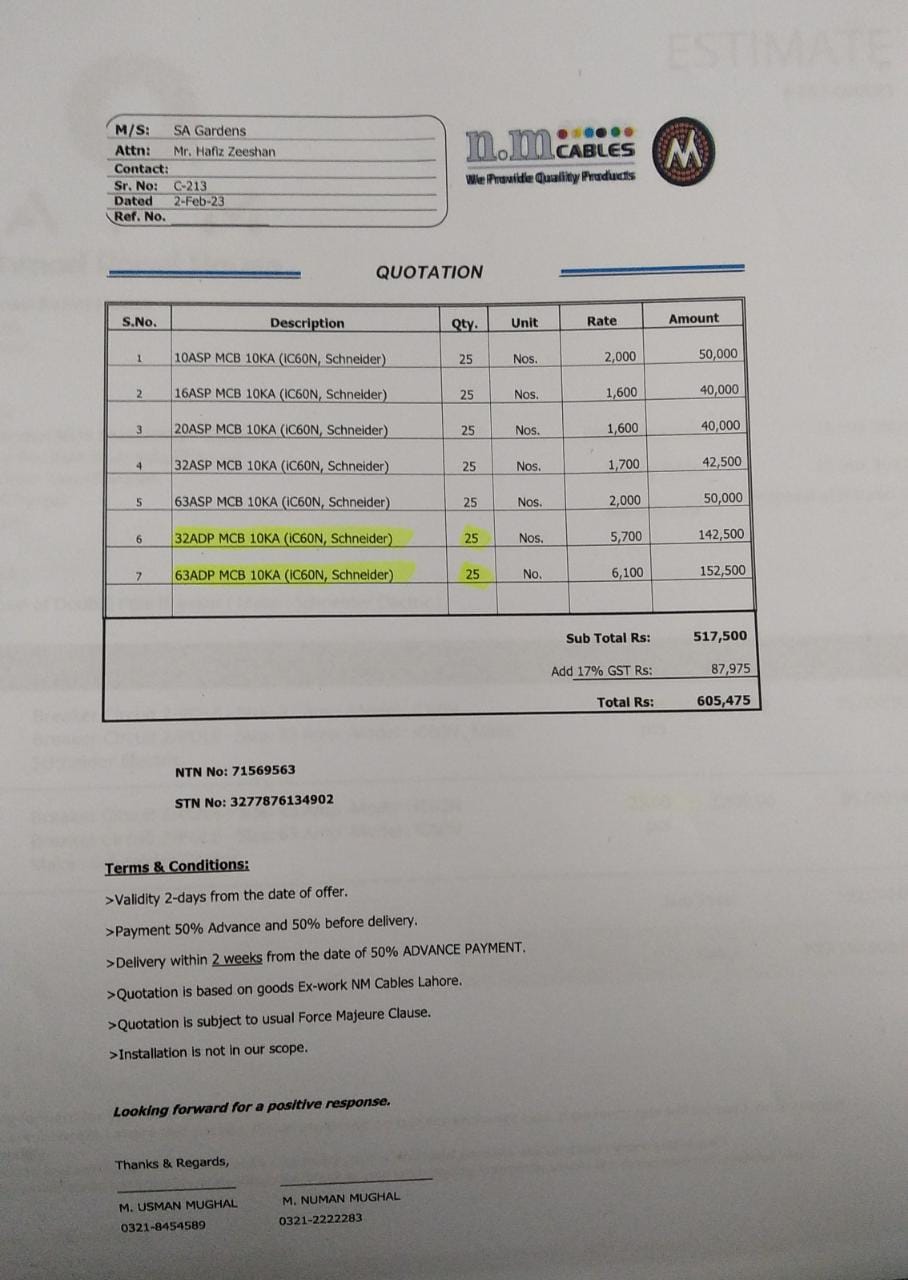 ESTIMATE
M/S: SA Gardens
Attn: Mr. Hafiz Zeeshan
Contact:
Sr. No: C-213
Dated 2-Feb-23
Ref. No.
n.m CABLES
We Provide Quality Products
M
QUOTATION
S.No. Description Qty. Unit Rate Amount
1 10ASP MCB 10KA (iC60N, Schneider) 25 Nos. 2,000 50,000
2 16ASP MCB 10KA (iC60N, Schneider) 25 Nos. 1,600 40,000
3 20ASP MCB 10KA (iC60N, Schneider) 25 Nos. 1,600 40,000
4 32ASP MCB 10KA (iC60N, Schneider) 25 Nos. 1,700 42,500
5 63ASP MCB 10KA (iC60N, Schneider) 25 Nos. 2,000 50,000
6 32ADP MCB 10KA (iC60N, Schneider) 25 Nos. 5,700 142,500
7 63ADP MCB 10KA (iC60N, Schneider) 25 No. 6,100 152,500
Sub Total Rs: 517,500
Add 17% GST Rs: 87,975
Total Rs: 605,475
NTN No: 71569563
STN No: 3277876134902
Terms & Conditions:
>Validity 2-days from the date of offer.
>Payment 50% Advance and 50% before delivery.
>Delivery within 2 weeks from the date of 50% ADVANCE PAYMENT.
>Quotation is based on goods Ex-work NM Cables Lahore.
>Quotation is subject to usual Force Majeure Clause.
>Installation is not in our scope.
Looking forward for a positive response.
Thanks & Regards,
M. USMAN MUGHAL M. NUMAN MUGHAL
0321-8454589 0321-2222283